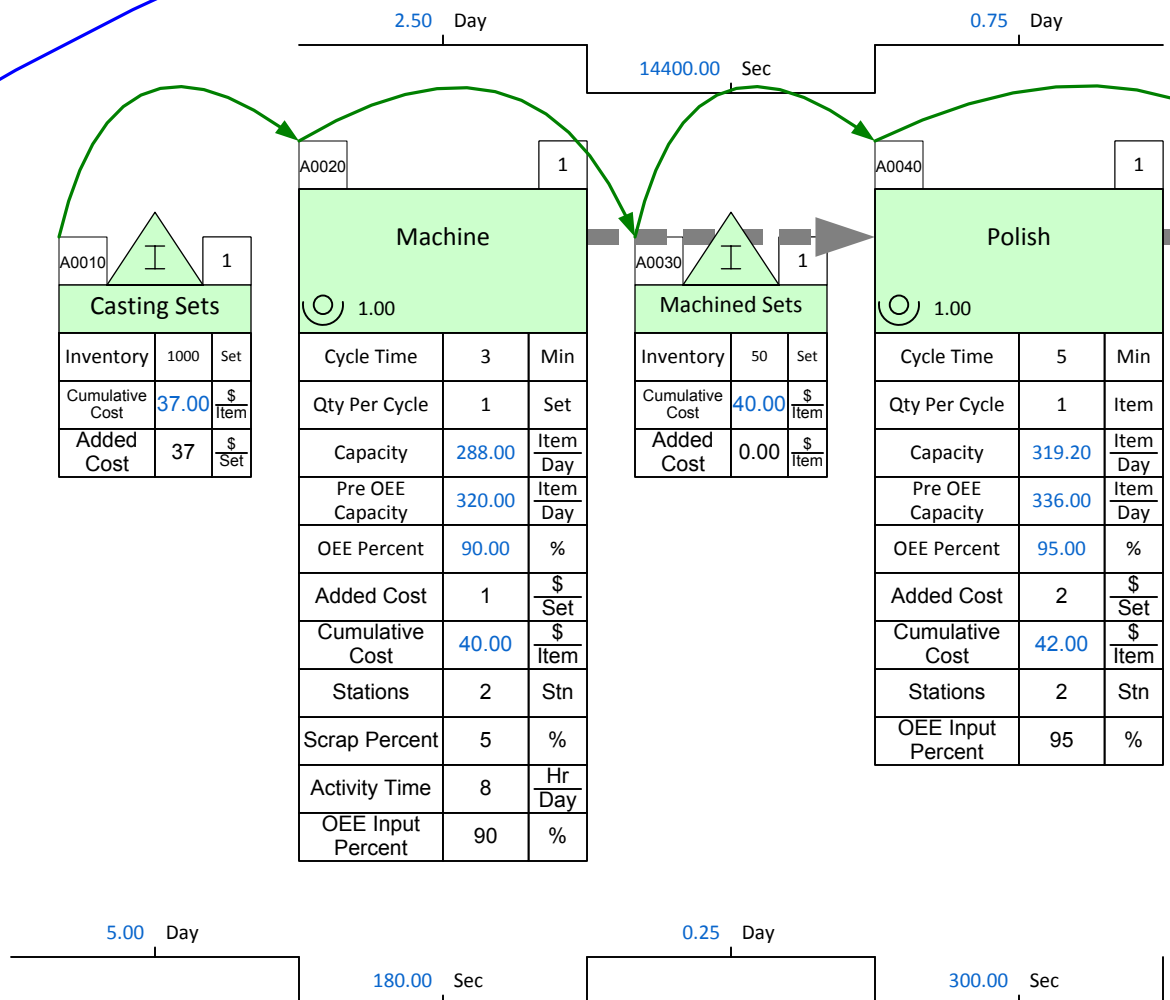 2.50 Day
0.75 Day
14400.00 Sec
A0010
1
Casting Sets
Inventory 1000 Set
Cumulative Cost 37.00 $ Item
Added Cost 37 $ Set
A0020
1
Machine
1.00
Cycle Time 3 Min
Qty Per Cycle 1 Set
Capacity 288.00 Item Day
Pre OEE Capacity 320.00 Item Day
OEE Percent 90.00 %
Added Cost 1 $ Set
Cumulative Cost 40.00 $ Item
Stations 2 Stn
Scrap Percent 5 %
Activity Time 8 Hr Day
OEE Input Percent 90 %
A0030
I
1
Machined Sets
Inventory 50 Set
Cumulative Cost 40.00 $ Item
Added Cost 0.00 $ Item
A0040
1
Polish
1.00
Cycle Time 5 Min
Qty Per Cycle 1 Item
Capacity 319.20 Item Day
Pre OEE Capacity 336.00 Item Day
OEE Percent 95.00 %
Added Cost 2 $ Set
Cumulative Cost 42.00 $ Item
Stations 2 Stn
OEE Input Percent 95 %
5.00 Day
0.25 Day
180.00 Sec
300.00 Sec